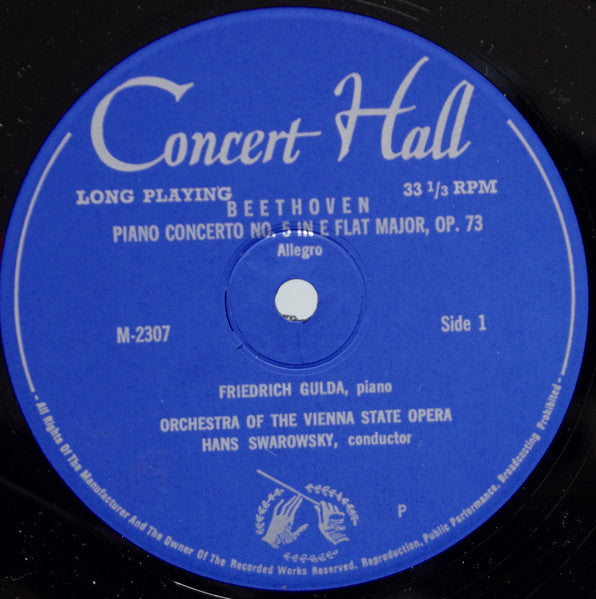 Concert Hall
LONG PLAYING 33 1/3 RPM
BEETHOVEN
PIANO CONCERTO NO. 5 IN E FLAT MAJOR, OP. 73
Allegro
M-2307 Side 1
FRIEDRICH GULDA, piano
ORCHESTRA OF THE VIENNA STATE OPERA
HANS SWAROWSKY, conductor
P
- All Rights Of The Manufacturer And The Owner Of The Recorded Works Reserved. Reproduction, Public Performance, Broadcasting Prohibited -